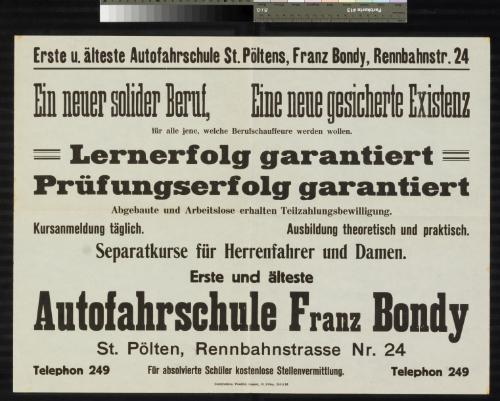 Erste u. älteste Autofahrschule St. Pöltens, Franz Bondy, Rennbahnstr. 24
Ein neuer solider Beruf, Eine neue gesicherte Existenz
für alle jene, welche Berufschauffeure werden wollen.
Lernerfolg garantiert
Prüfungserfolg garantiert
Abgebaute und Arbeitslose erhalten Teilzahlungsbewilligung.
Kursanmeldung täglich. Ausbildung theoretisch und praktisch.
Separatkurse für Herrenfahrer und Damen.
Erste und älteste
Autofahrschule Franz Bondy
St. Pölten, Rennbahnstrasse Nr. 24
Telephon 249 Für absolvierte Schüler kostenlose Stellenvermittlung. Telephon 249